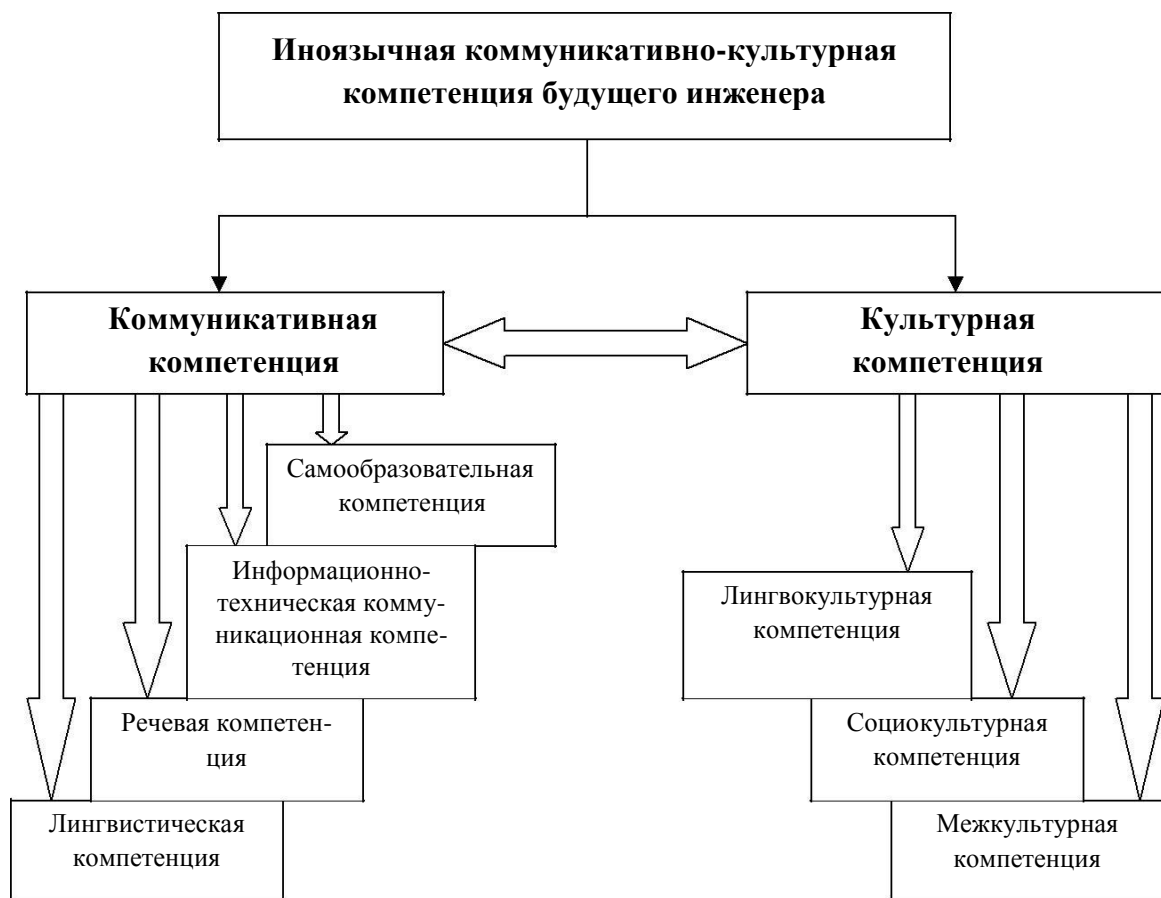 Иноязычная коммуникативно-культурная
компетенция будущего инженера
Коммуникативная
компетенция
Культурная
компетенция
Самообразовательная
компетенция
Информационно-
техническая комму-
никационная компе-
тенция
Речевая компетен-
ция
Лингвистическая
компетенция
Лингвокультурная
компетенция
Социокультурная
компетенция
Межкультурная
компетенция